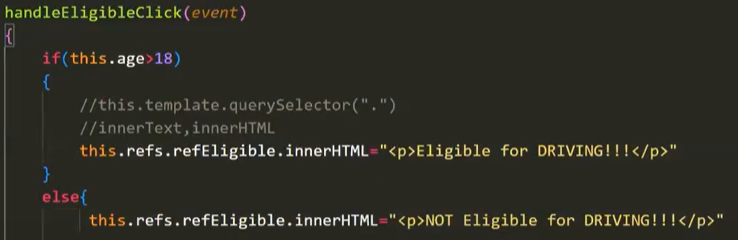 handleEligibleClick(event)
{
if(this.age>18)
{
//this.template.querySelector(".")
//innerText,innerHTML
this.refs.refEligible.innerHTML="<p>Eligible for DRIVING!!!</p>"
}
else{
this.refs.refEligible.innerHTML="<p>NOT Eligible for DRIVING!!!</p>"